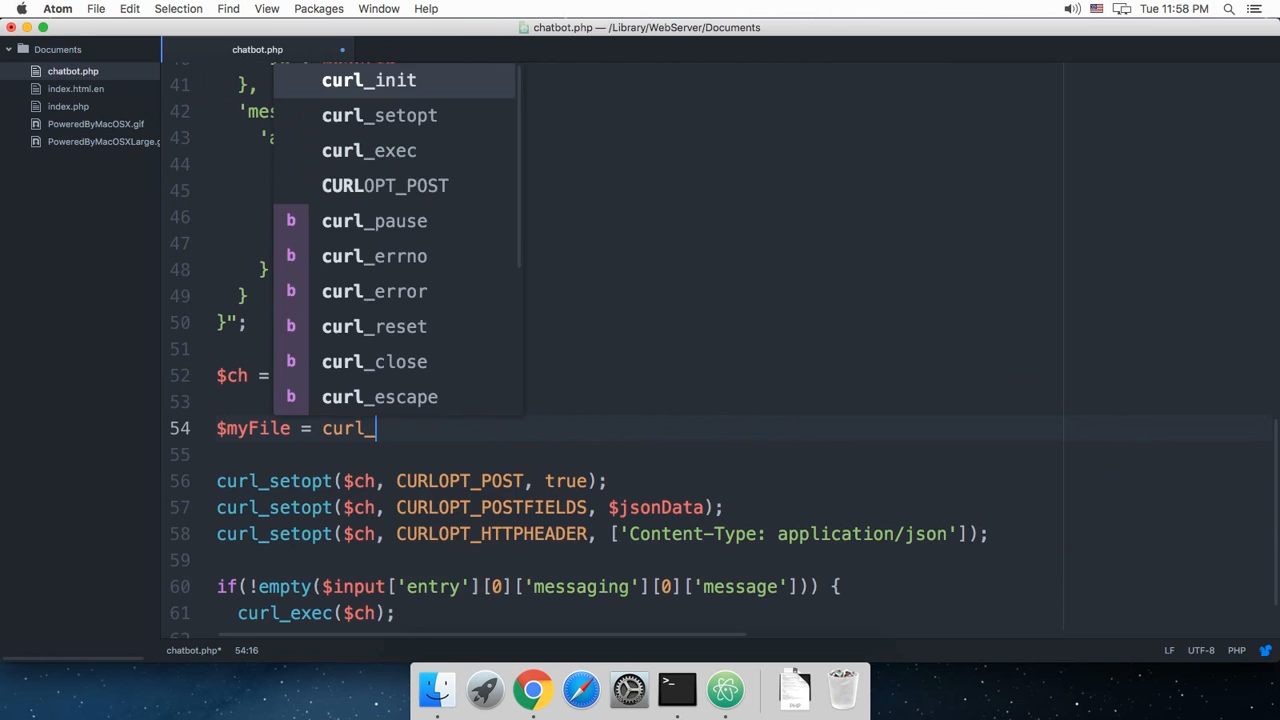 Atom File Edit Selection Find View Packages Window Help Tue 11:58 PM
chatbot.php — /Library/WebServer/Documents
Documents
chatbot.php
index.html.en
index.php
PoweredByMacOSX.gif
PoweredByMacOSXLarge.g
chatbot.php
41 },
42 'mes
43 'a
44
45
46
47
48 }
49 }
50 }";
51
52 $ch =
53
54 $myFile = curl_
55
56 curl_setopt($ch, CURLOPT_POST, true);
57 curl_setopt($ch, CURLOPT_POSTFIELDS, $jsonData);
58 curl_setopt($ch, CURLOPT_HTTPHEADER, ['Content-Type: application/json']);
59
60 if(!empty($input['entry'][0]['messaging'][0]['message'])) {
61 curl_exec($ch);
curl_init
curl_setopt
curl_exec
CURLOPT_POST
b curl_pause
b curl_errno
b curl_error
b curl_reset
b curl_close
b curl_escape
chatbot.php* 54:16 LF UTF-8 PHP
>_
PHP